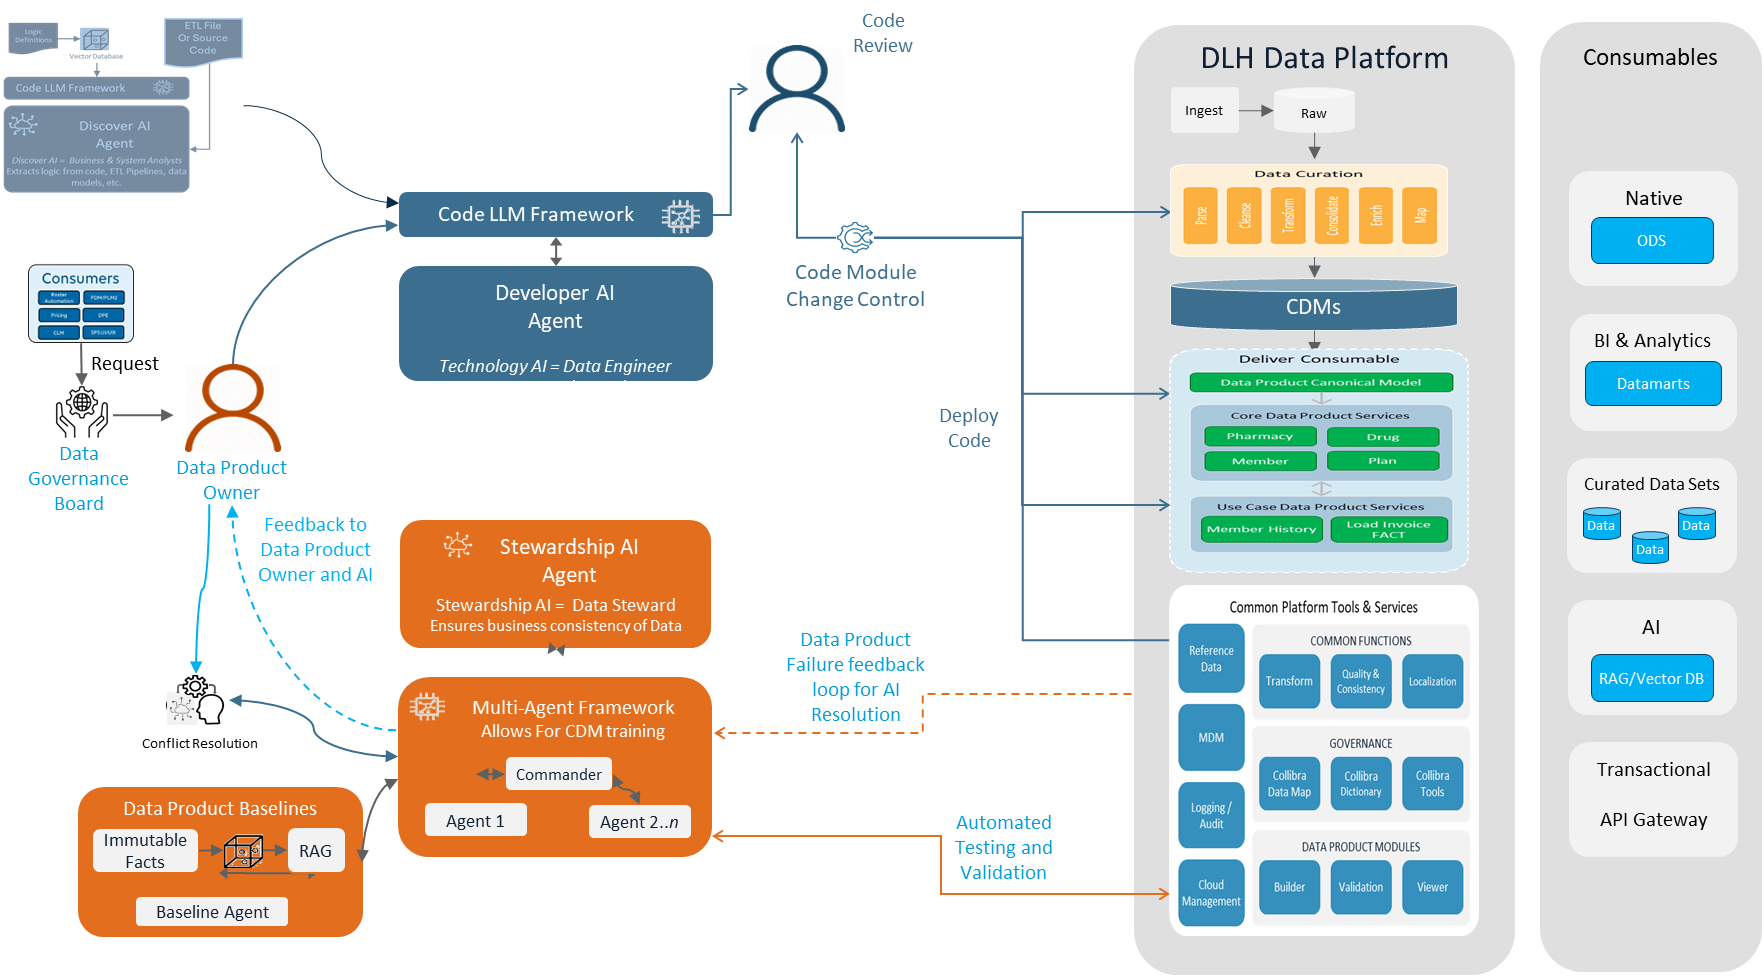 Logic
Definitions
Vector Database
ETL File
Or Source
Code
Code LLM Framework
Discover AI
Agent
Discover AI = Business & System Analysts
Extracts logic from code, ETL Pipelines, data
models, etc.
Consumers
Roster
Automation
PDM/PLM2
Pricing
DPE
CLM
SPS UI/UX
Request
Data
Governance
Board
Data Product
Owner
Code LLM Framework
Developer AI
Agent
Technology AI = Data Engineer
Code
Review
Code Module
Change Control
Deploy
Code
Feedback to
Data Product
Owner and AI
Stewardship AI
Agent
Stewardship AI = Data Steward
Ensures business consistency of Data
Conflict Resolution
Multi-Agent Framework
Allows For CDM training
Commander
Agent 1
Agent 2..n
Data Product Baselines
Immutable
Facts
RAG
Baseline Agent
Data Product
Failure feedback
loop for AI
Resolution
Automated
Testing and
Validation
DLH Data Platform
Ingest
Raw
Data Curation
Parse
Cleanse
Transform
Consolidate
Enrich
Map
CDMs
Deliver Consumable
Data Product Canonical Model
Core Data Product Services
Pharmacy
Drug
Member
Plan
Use Case Data Product Services
Member History
Load Invoice
FACT
Common Platform Tools & Services
Reference
Data
MDM
Logging /
Audit
Cloud
Management
COMMON FUNCTIONS
Transform
Quality &
Consistency
Localization
GOVERNANCE
Collibra
Data Map
Collibra
Dictionary
Collibra
Tools
DATA PRODUCT MODULES
Builder
Validation
Viewer
Consumables
Native
ODS
BI & Analytics
Datamarts
Curated Data Sets
Data
Data
Data
AI
RAG/Vector DB
Transactional
API Gateway